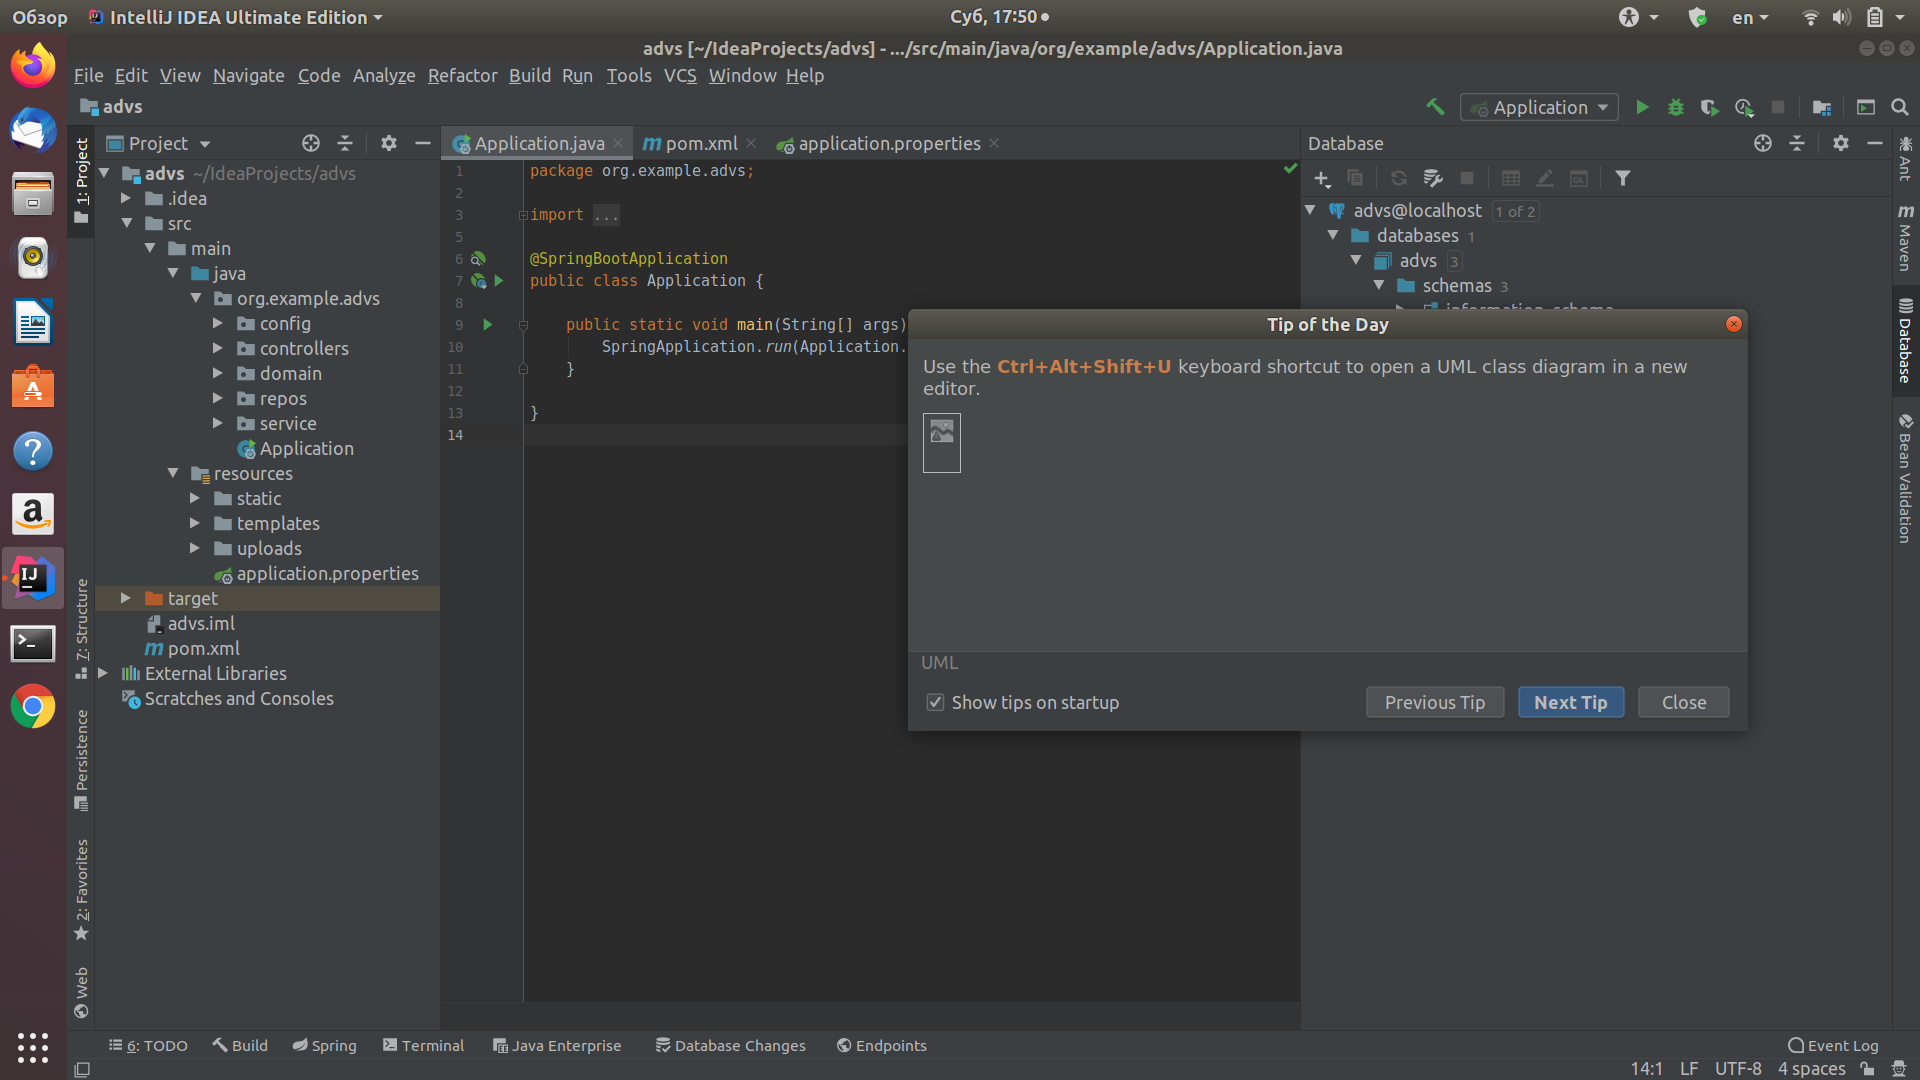 Обзор
IntelliJ IDEA Ultimate Edition
Суб, 17:50
en
advs [~/IdeaProjects/advs] - .../src/main/java/org/example/advs/Application.java
File Edit View Navigate Code Analyze Refactor Build Run Tools VCS Window Help
advs
Application
1: Project
7: Structure
Persistence
2: Favorites
Web
Project
advs ~/IdeaProjects/advs
.idea
src
main
java
org.example.advs
config
controllers
domain
repos
service
Application
resources
static
templates
uploads
application.properties
target
advs.iml
pom.xml
External Libraries
Scratches and Consoles
Application.java
pom.xml
application.properties
1 package org.example.advs;
2
3 import ...
5
6 @SpringBootApplication
7 public class Application {
8
9 public static void main(String[] args)
10 SpringApplication.run(Application.
11 }
12
13 }
14
Database
advs@localhost 1 of 2
databases 1
advs 3
schemas 3
information_schema
Ant
Maven
Database
Bean Validation
Tip of the Day
Use the Ctrl+Alt+Shift+U keyboard shortcut to open a UML class diagram in a new
editor.
UML
Show tips on startup
Previous Tip
Next Tip
Close
6: TODO
Build
Spring
Terminal
Java Enterprise
Database Changes
Endpoints
Event Log
14:1 LF UTF-8 4 spaces